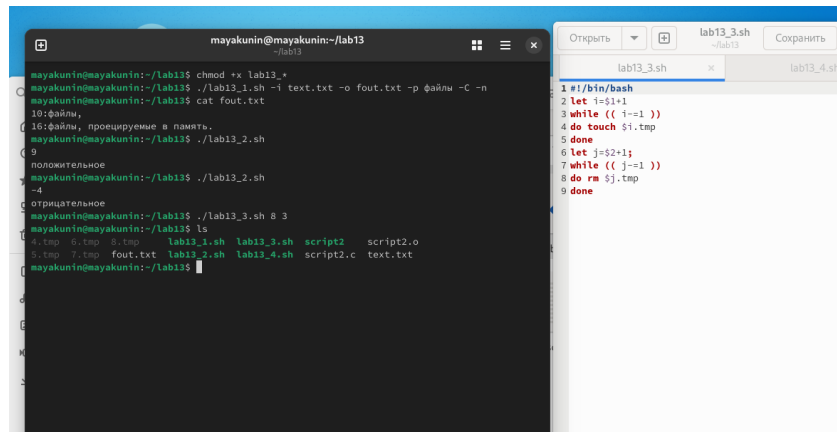 mayakunin@mayakunin:~/lab13
~/lab13
mayakunin@mayakunin:~/lab13$ chmod +x lab13_*
mayakunin@mayakunin:~/lab13$ ./lab13_1.sh -i text.txt -o fout.txt -p файлы -C -n
mayakunin@mayakunin:~/lab13$ cat fout.txt
10:файлы,
16:файлы, проецируемые в память.
mayakunin@mayakunin:~/lab13$ ./lab13_2.sh
9
положительное
mayakunin@mayakunin:~/lab13$ ./lab13_2.sh
-4
отрицательное
mayakunin@mayakunin:~/lab13$ ./lab13_3.sh 8 3
mayakunin@mayakunin:~/lab13$ ls
4.tmp 6.tmp 8.tmp lab13_1.sh lab13_3.sh script2 script2.o
5.tmp 7.tmp fout.txt lab13_2.sh lab13_4.sh script2.c text.txt
mayakunin@mayakunin:~/lab13$
Открыть
lab13_3.sh
~/lab13
Сохранить
lab13_3.sh
lab13_4.sh
1 #!/bin/bash
2 let i=$1+1
3 while (( i-=1 ))
4 do touch $i.tmp
5 done
6 let j=$2+1;
7 while (( j-=1 ))
8 do rm $j.tmp
9 done